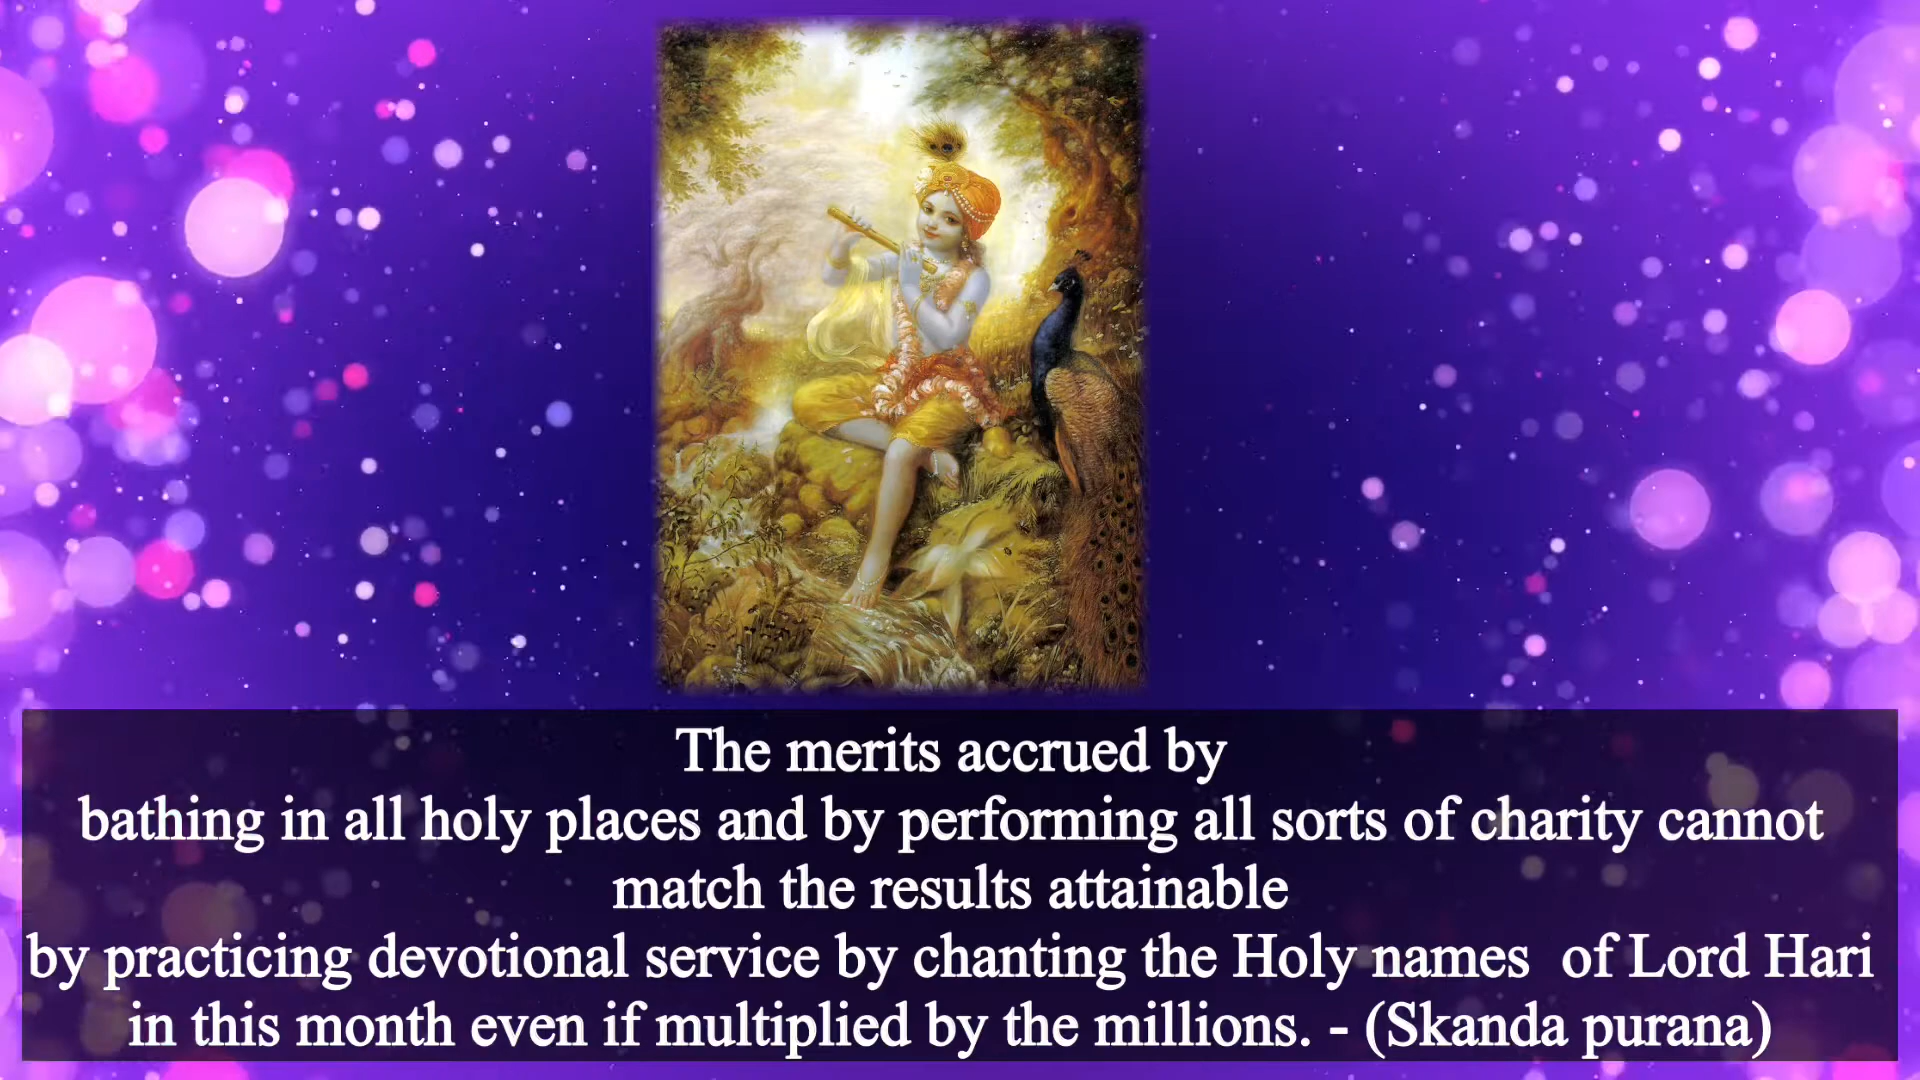 The merits accrued by
bathing in all holy places and by performing all sorts of charity cannot
match the results attainable
by practicing devotional service by chanting the Holy names  of Lord Hari
in this month even if multiplied by the millions. - (Skanda purana)